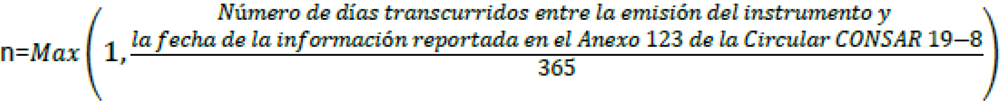 Número de días transcurridos entre la emisión del instrumento y
la fecha de la información reportada en el Anexo 123 de la Circular CONSAR 19−8
n=Max ( 1, )
365